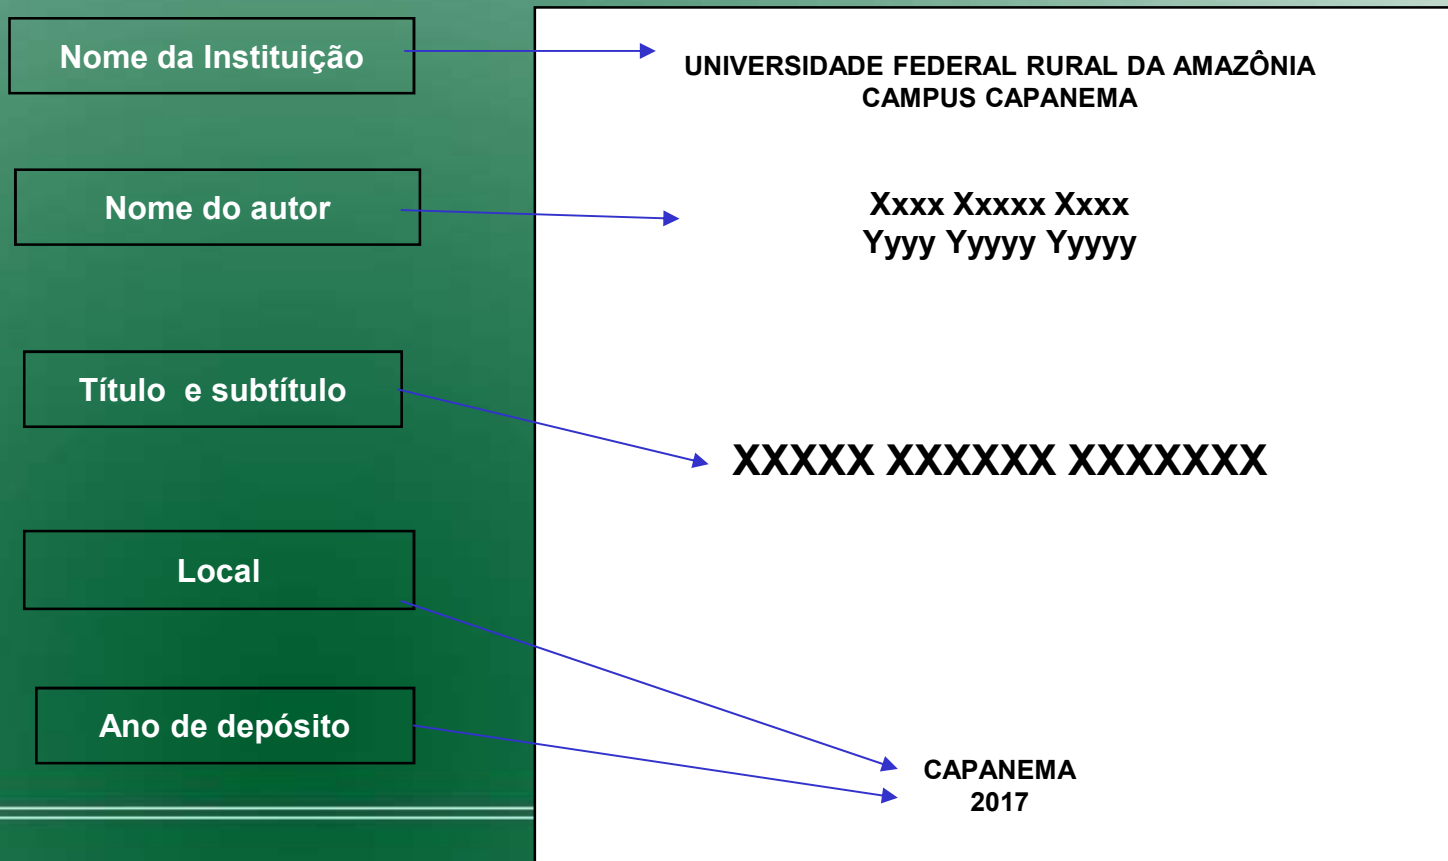 Nome da Instituição
UNIVERSIDADE FEDERAL RURAL DA AMAZÔNIA
CAMPUS CAPANEMA
Nome do autor
Xxxx Xxxxx Xxxx
Yyyy Yyyyy Yyyyy
Título e subtítulo
XXXXX XXXXXX XXXXXXX
Local
Ano de depósito
CAPANEMA
2017